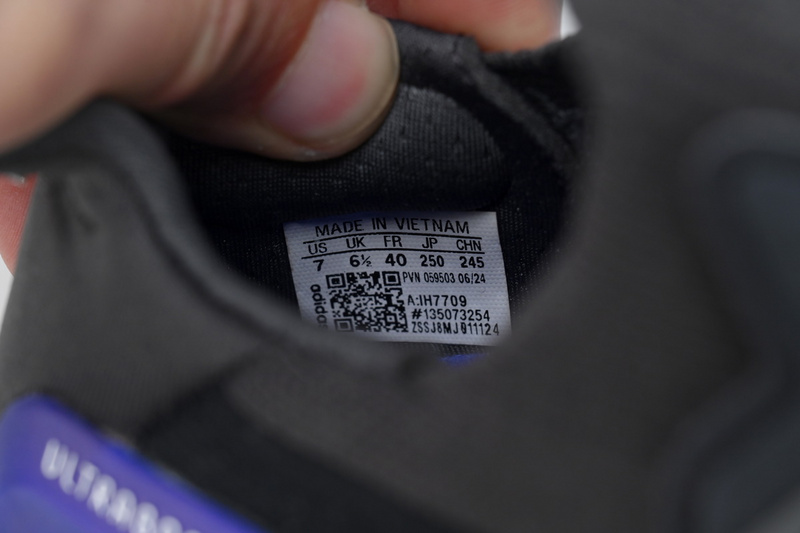 MADE IN VIETNAM
US UK FR JP CHN
7 6½ 40 250 245
PVN 059503 06/24
adidas
A:IH7709
#135073254
ZSSJ8MJ011124